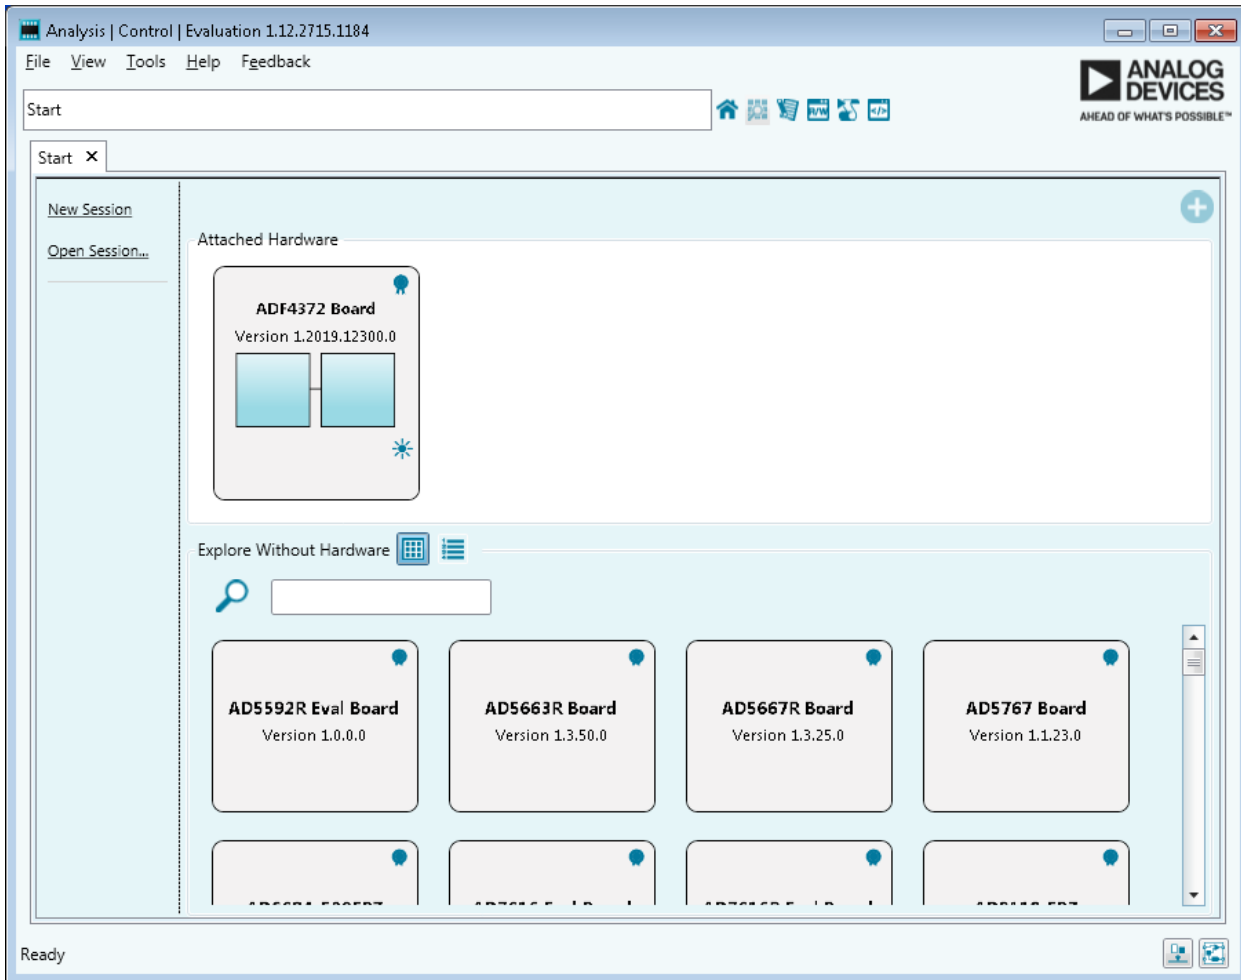 Analysis | Control | Evaluation 1.12.2715.1184
File View Tools Help Feedback
ANALOG
DEVICES
AHEAD OF WHAT'S POSSIBLE™
Start
R/W
</>
Start ✕
New Session
Open Session...
Attached Hardware
ADF4372 Board
Version 1.2019.12300.0
Explore Without Hardware
AD5592R Eval Board
Version 1.0.0.0
AD5663R Board
Version 1.3.50.0
AD5667R Board
Version 1.3.25.0
AD5767 Board
Version 1.1.23.0
Ready